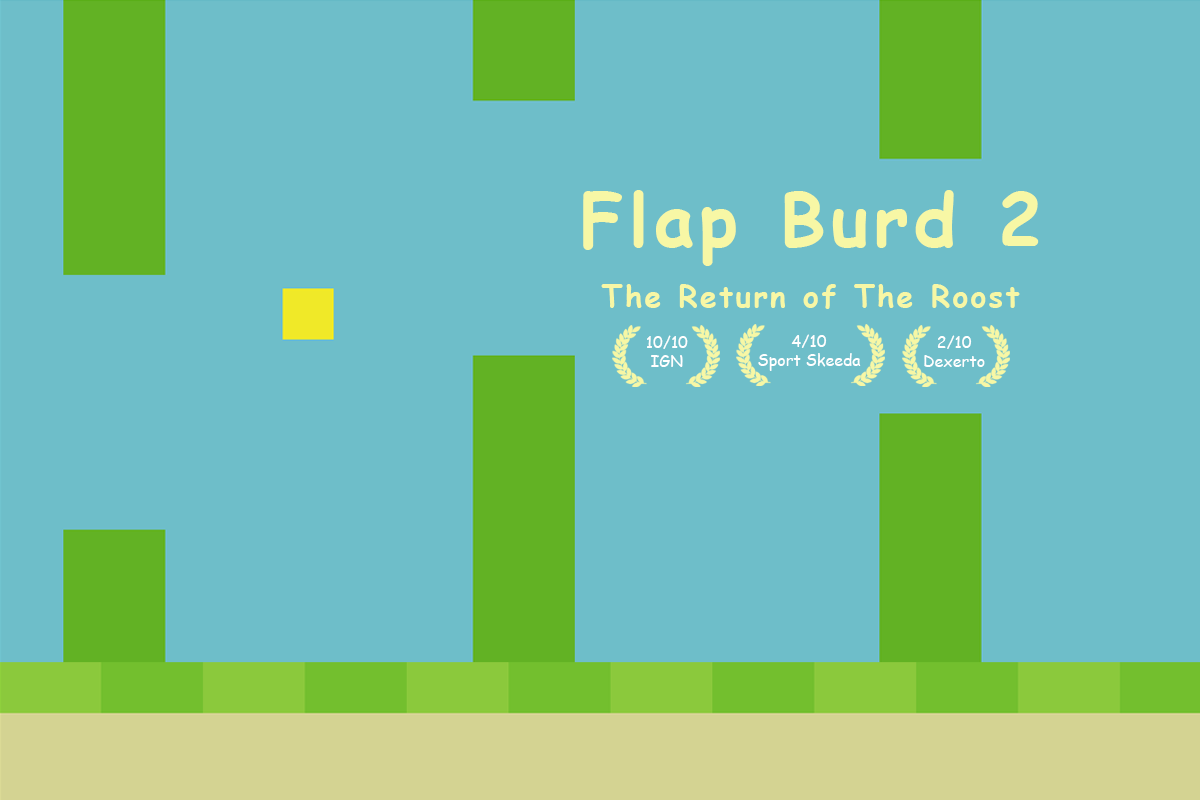 Flap Burd 2
The Return of The Roost
10/10
IGN
4/10
Sport Skeeda
2/10
Dexerto